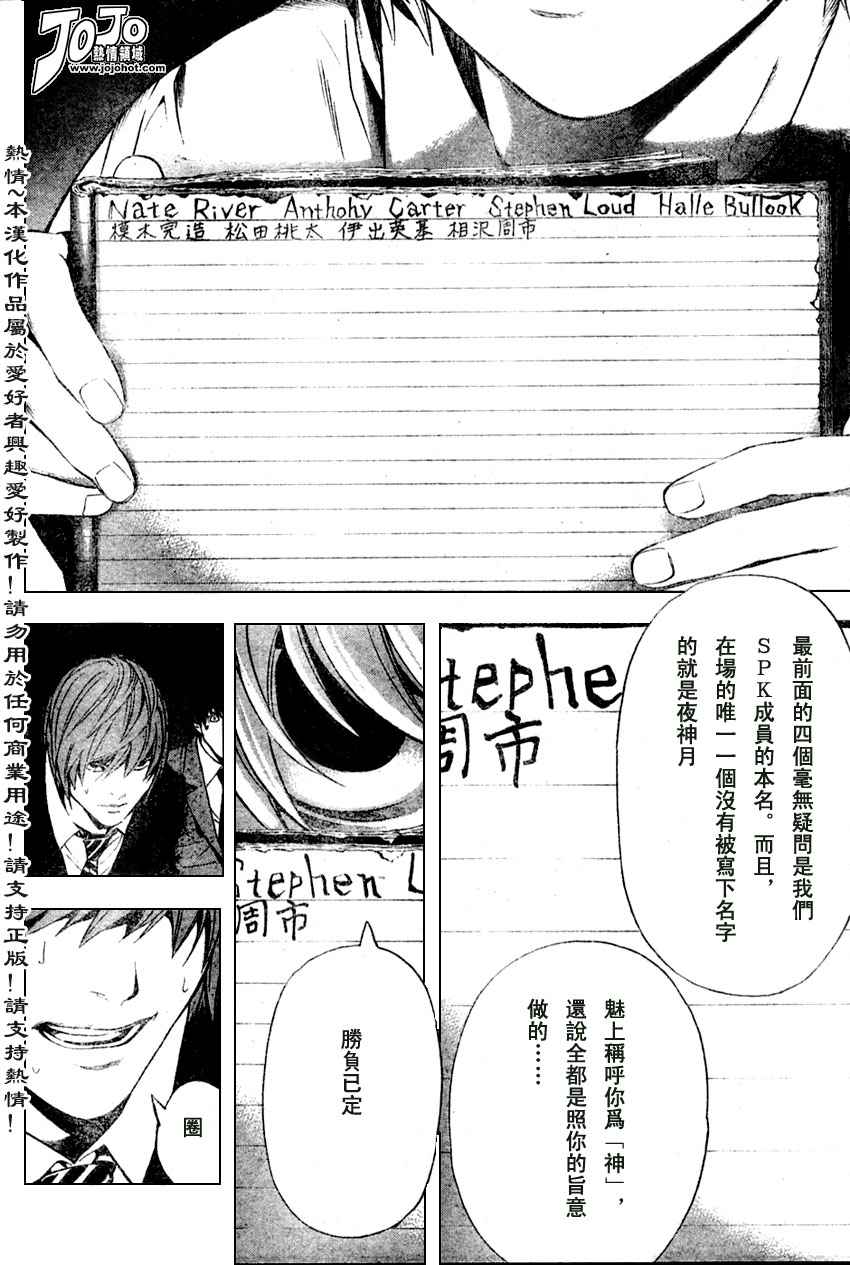 JOJO
熱情領域
www.jojohot.com
熱情~本漢化作品屬於愛好者興趣愛好製作!請勿用於任何商業用途!請支持正版!請支持熱情!
Nate River Anthohy Carter Stephen Loud Halle Bullook
模木完造 松田桃太 伊出英基 相沢周市
最前面的四個毫無疑問是我們
SPK成員的本名。而且,
在場的唯一一個沒有被寫下名字
的就是夜神月
tephe
周市
魅上稱呼你爲「神」,
還說全都是照你的旨意
做的……
Stephen L
周市
勝負已定
圈